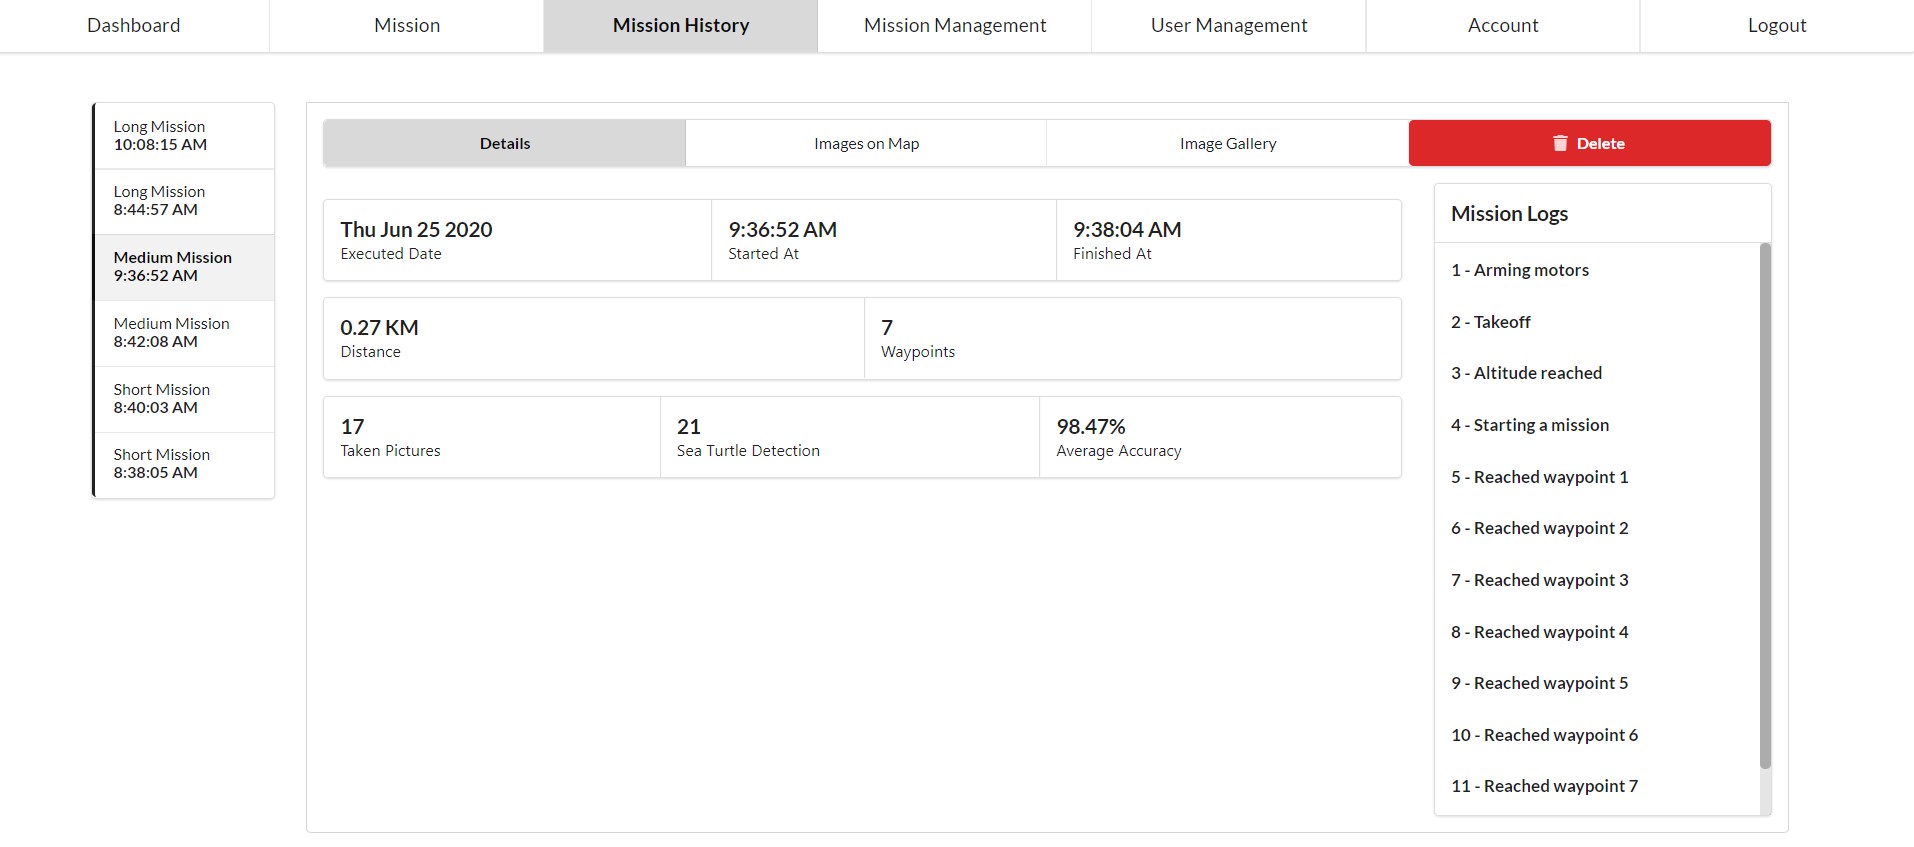 Dashboard
Mission
Mission History
Mission Management
User Management
Account
Logout
Long Mission
10:08:15 AM
Long Mission
8:44:57 AM
Medium Mission
9:36:52 AM
Medium Mission
8:42:08 AM
Short Mission
8:40:03 AM
Short Mission
8:38:05 AM
Details
Images on Map
Image Gallery
Delete
Thu Jun 25 2020
Executed Date
9:36:52 AM
Started At
9:38:04 AM
Finished At
0.27 KM
Distance
7
Waypoints
17
Taken Pictures
21
Sea Turtle Detection
98.47%
Average Accuracy
Mission Logs
1 - Arming motors
2 - Takeoff
3 - Altitude reached
4 - Starting a mission
5 - Reached waypoint 1
6 - Reached waypoint 2
7 - Reached waypoint 3
8 - Reached waypoint 4
9 - Reached waypoint 5
10 - Reached waypoint 6
11 - Reached waypoint 7